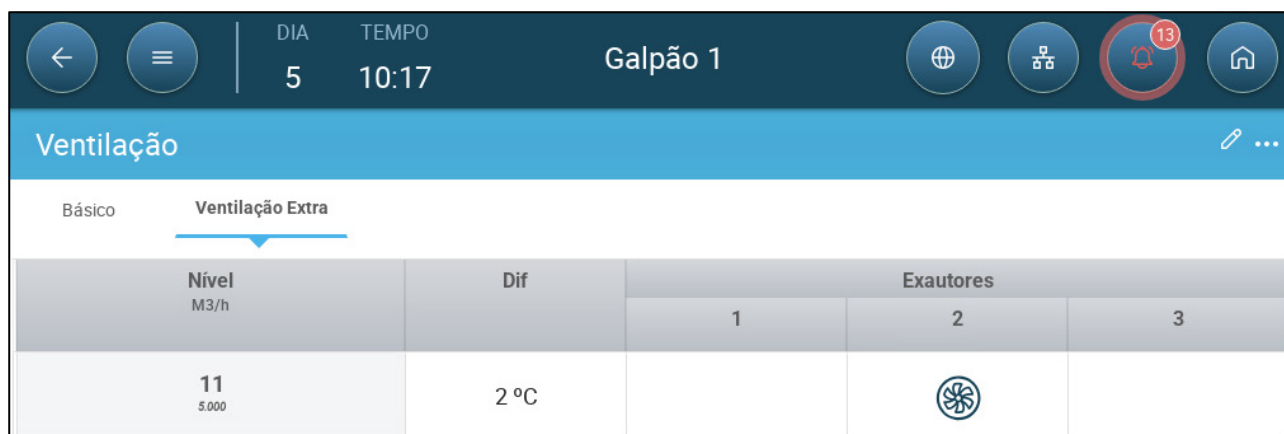 DIA TEMPO
5 10:17
Galpão 1
13
Ventilação
Básico Ventilação Extra
Nível Dif Exautores
M3/h
1 2 3
11
5.000
2 ºC